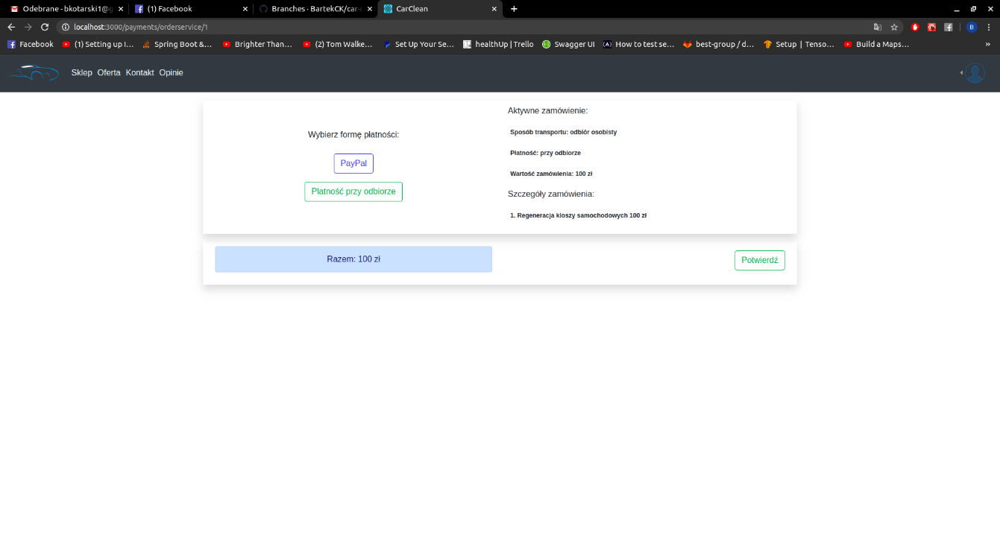 Odebrane - bkotarski1@g
(1) Facebook
Branches · BartekCK/car-c
CarClean
localhost:3000/payments/orderservice/1
B
Facebook
(1) Setting up I…
Spring Boot &…
Brighter Than…
(2) Tom Walke…
Set Up Your Se…
healthUp | Trello
Swagger UI
How to test se…
best-group / d…
Setup | Tenso…
Build a Maps…
»
Sklep Oferta Kontakt Opinie
Wybierz formę płatności:
PayPal
Płatność przy odbiorze
Aktywne zamówienie:
Sposób transportu: odbiór osobisty
Płatność: przy odbiorze
Wartość zamówienia: 100 zł
Szczegóły zamówienia:
1. Regeneracja kloszy samochodowych 100 zł
Razem: 100 zł
Potwierdź